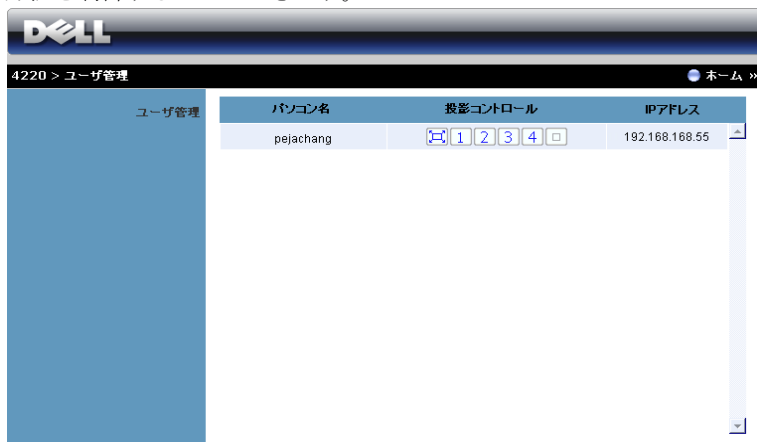 DELL
4220 > ユーザ管理
ホーム »
ユーザ管理
パソコン名 投影コントロール IPアドレス
pejachang 1 2 3 4 192.168.168.55